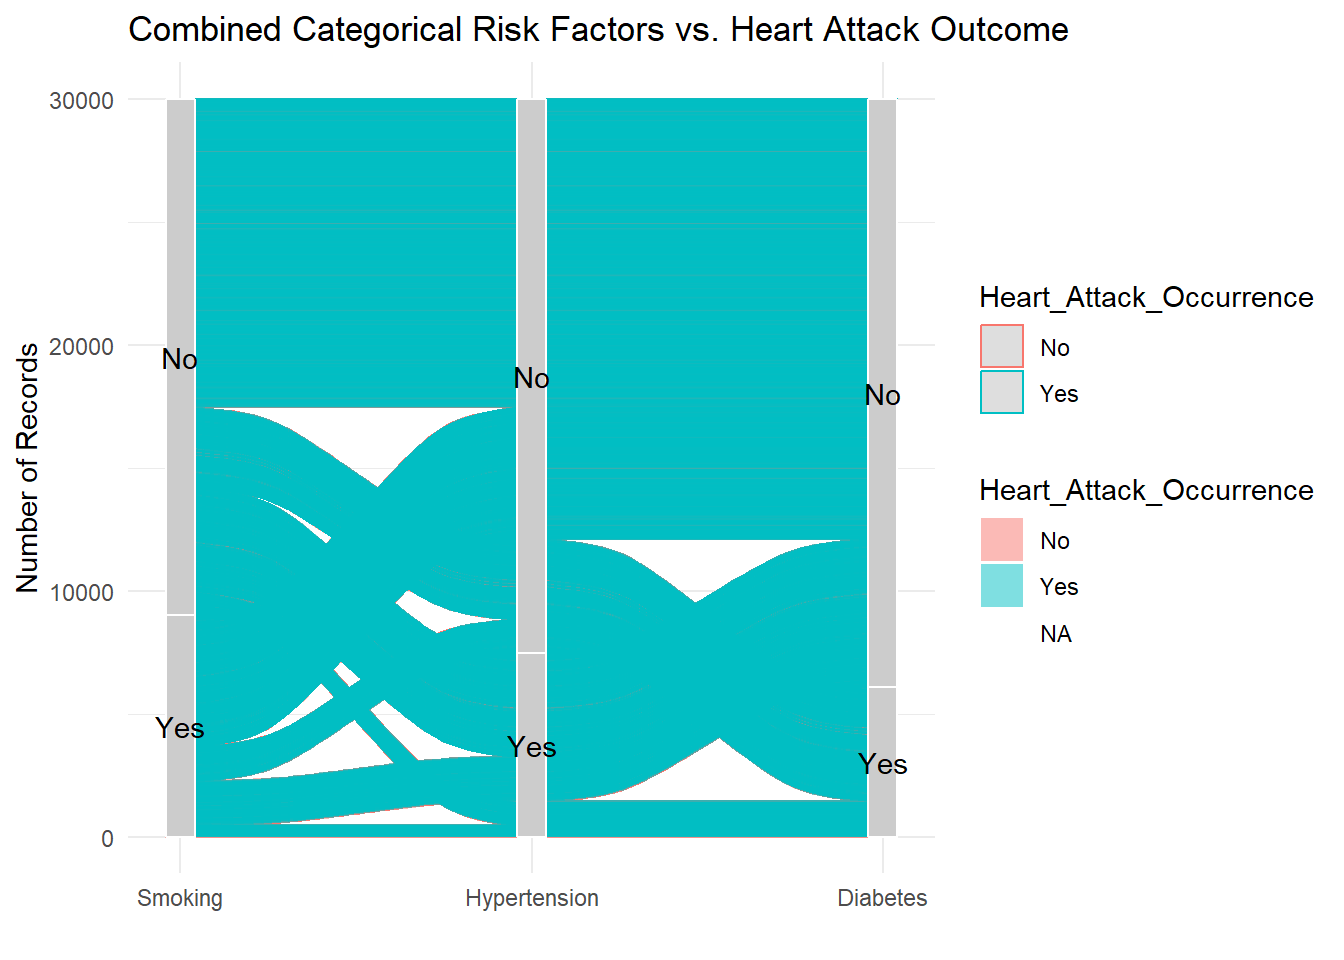 Combined Categorical Risk Factors vs. Heart Attack Outcome
Number of Records
30000
20000
10000
0
No
Yes
No
Yes
No
Yes
Smoking
Hypertension
Diabetes
Heart_Attack_Occurrence
No
Yes
Heart_Attack_Occurrence
No
Yes
NA